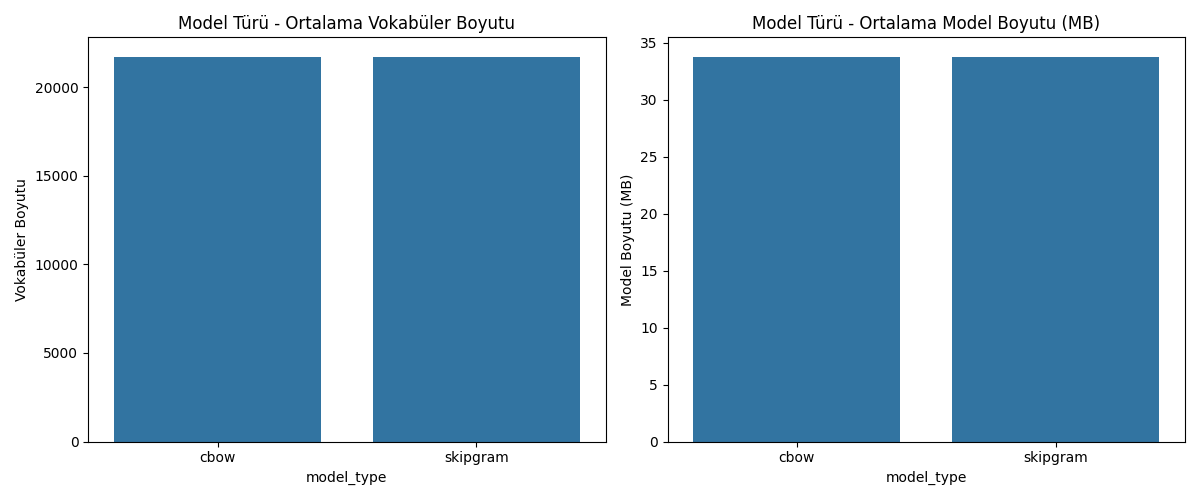 Model Türü - Ortalama Vokabüler Boyutu
Vokabüler Boyutu
20000
15000
10000
5000
0
cbow
skipgram
model_type
Model Türü - Ortalama Model Boyutu (MB)
Model Boyutu (MB)
35
30
25
20
15
10
5
0
cbow
skipgram
model_type